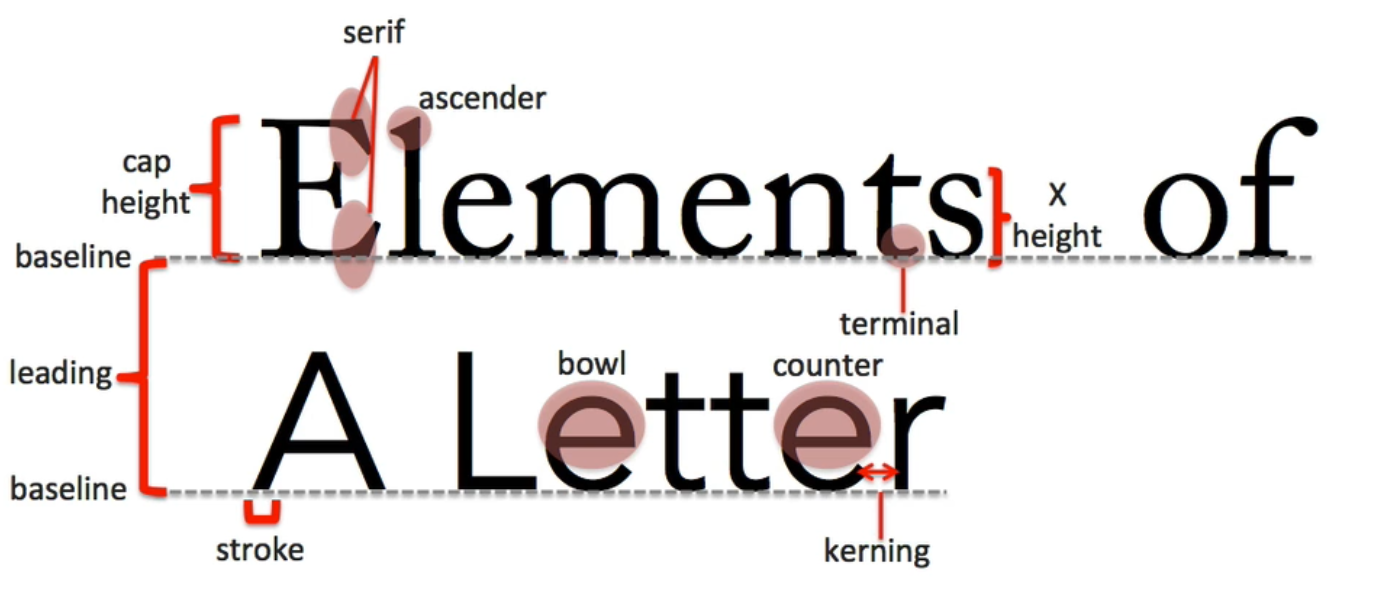 serif
ascender
cap
height
Elements of
x
height
baseline
terminal
leading
bowl
counter
A Letter
baseline
stroke
kerning